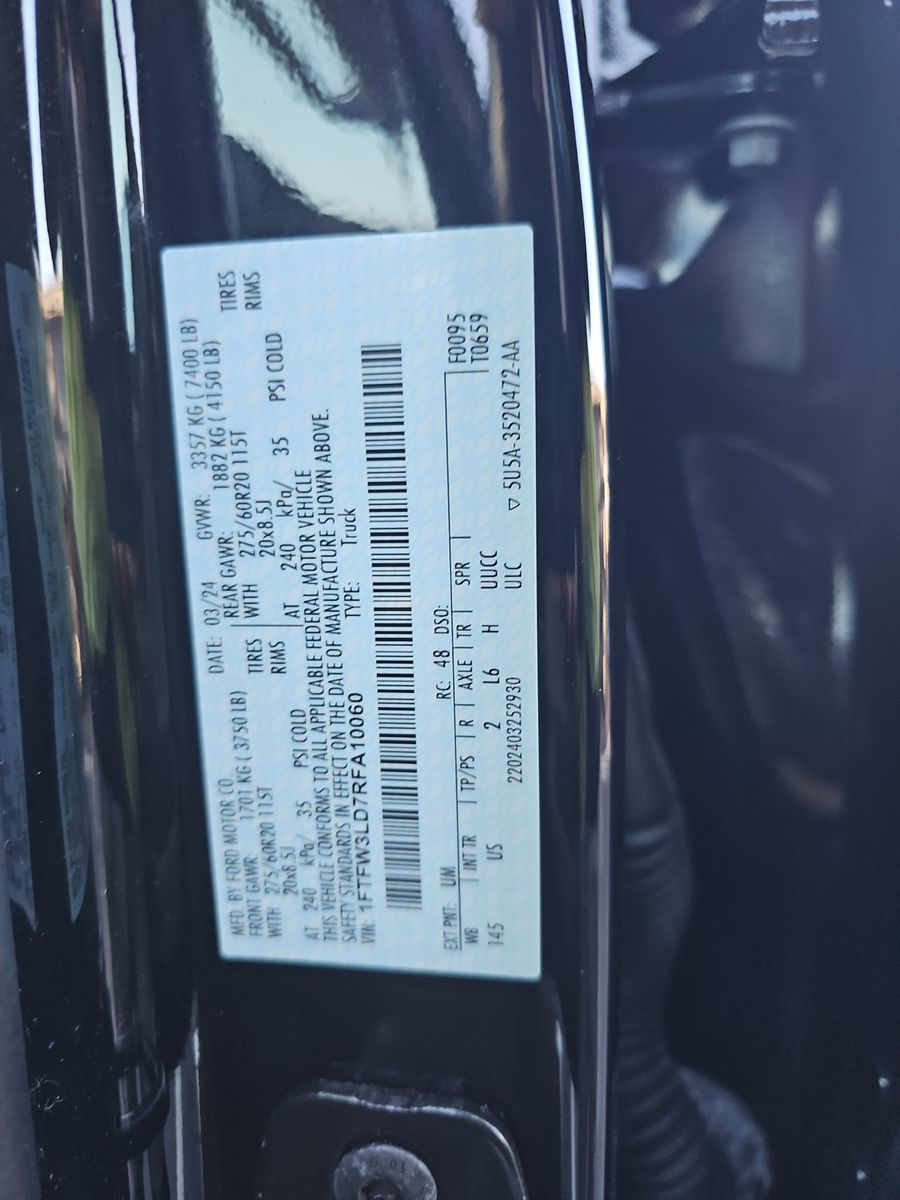 MFD. BY FORD MOTOR CO. DATE: 03/24 GVWR: 3357 KG ( 7400 LB)
FRONT GAWR: 1701 KG ( 3750 LB) REAR GAWR: 1882 KG ( 4150 LB)
WITH 275/60R20 115T TIRES WITH 275/60R20 115T TIRES
20x8.5J RIMS 20x8.5J RIMS
AT 240 kPa/ 35 PSI COLD AT 240 kPa/ 35 PSI COLD
THIS VEHICLE CONFORMS TO ALL APPLICABLE FEDERAL MOTOR VEHICLE
SAFETY STANDARDS IN EFFECT ON THE DATE OF MANUFACTURE SHOWN ABOVE.
VIN: 1FTFW3LD7RFA10060 TYPE: Truck
EXT PNT: UM RC: 48 DSO: F0095
WB INT TR TP/PS R AXLE TR SPR T0659
145 US 2 L6 H UUCC
2202403252930 ULC ▽ 5U5A-3520472-AA